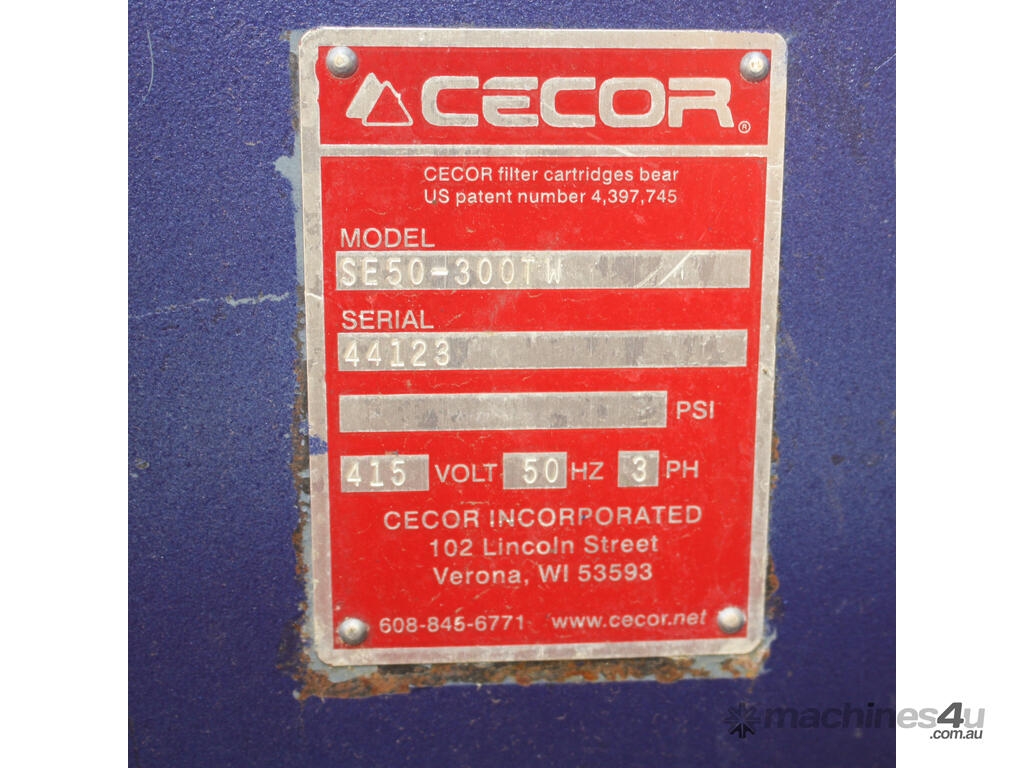 CECOR®
CECOR filter cartridges bear
US patent number 4,397,745
MODEL
SE50-300TW
SERIAL
44123
PSI
415 VOLT 50 HZ 3 PH
CECOR INCORPORATED
102 Lincoln Street
Verona, WI 53593
608-845-6771 www.cecor.net
machines4u
.com.au